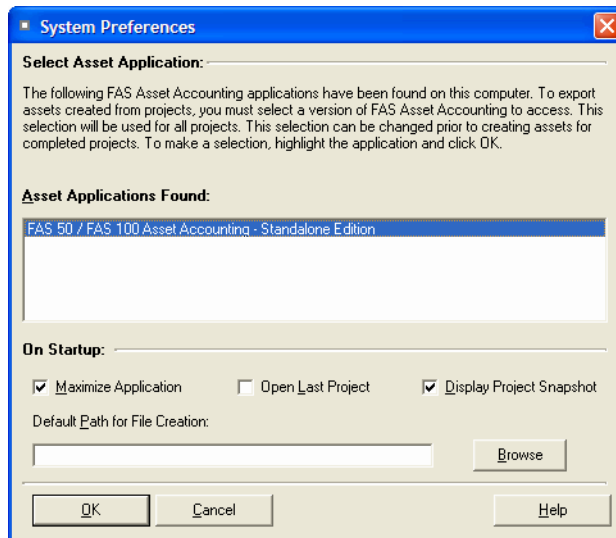 System Preferences
Select Asset Application:
The following FAS Asset Accounting applications have been found on this computer. To export
assets created from projects, you must select a version of FAS Asset Accounting to access. This
selection will be used for all projects. This selection can be changed prior to creating assets for
completed projects. To make a selection, highlight the application and click OK.
Asset Applications Found:
FAS 50 / FAS 100 Asset Accounting - Standalone Edition
On Startup:
Maximize Application Open Last Project Display Project Snapshot
Default Path for File Creation:
Browse
OK Cancel Help